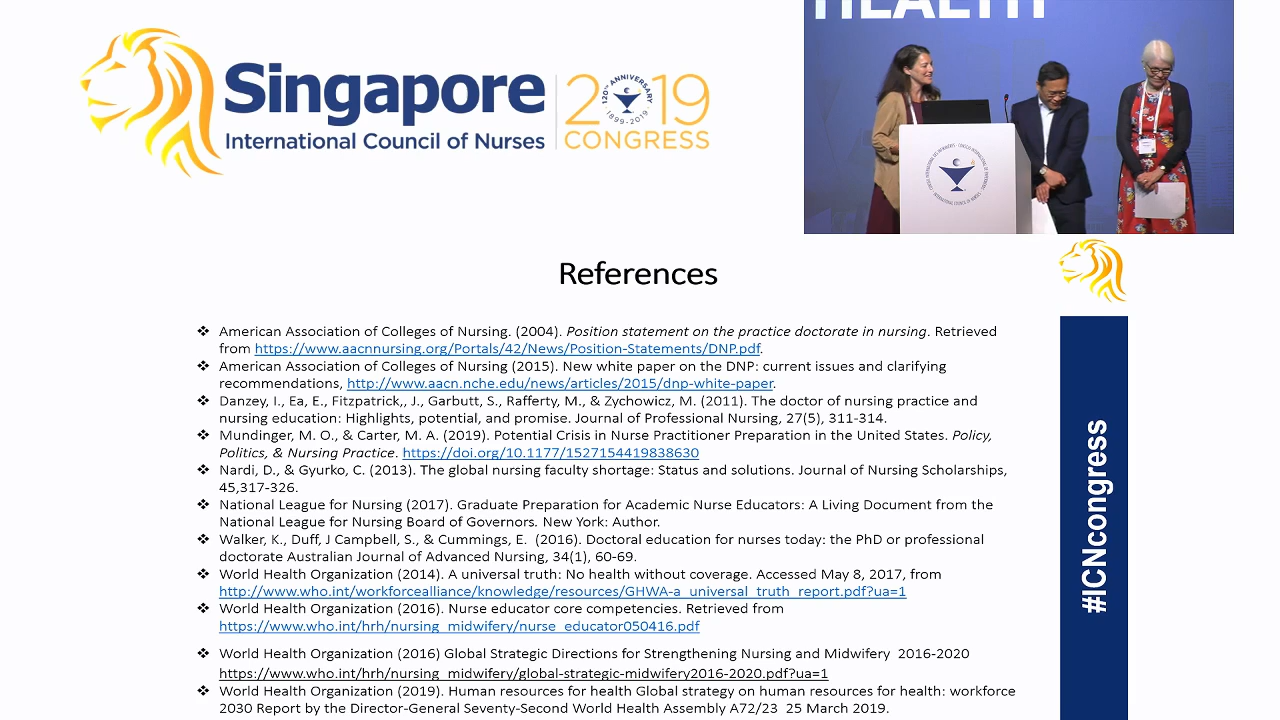 HEALTH
Singapore
International Council of Nurses
2019
CONGRESS
120TH ANNIVERSARY
1899-2019
References
❖ American Association of Colleges of Nursing. (2004). Position statement on the practice doctorate in nursing. Retrieved
from https://www.aacnnursing.org/Portals/42/News/Position-Statements/DNP.pdf.
❖ American Association of Colleges of Nursing (2015). New white paper on the DNP: current issues and clarifying
recommendations, http://www.aacn.nche.edu/news/articles/2015/dnp-white-paper.
❖ Danzey, I., Ea, E., Fitzpatrick,, J., Garbutt, S., Rafferty, M., & Zychowicz, M. (2011). The doctor of nursing practice and
nursing education: Highlights, potential, and promise. Journal of Professional Nursing, 27(5), 311-314.
❖ Mundinger, M. O., & Carter, M. A. (2019). Potential Crisis in Nurse Practitioner Preparation in the United States. Policy,
Politics, & Nursing Practice. https://doi.org/10.1177/1527154419838630
❖ Nardi, D., & Gyurko, C. (2013). The global nursing faculty shortage: Status and solutions. Journal of Nursing Scholarships,
45,317-326.
❖ National League for Nursing (2017). Graduate Preparation for Academic Nurse Educators: A Living Document from the
National League for Nursing Board of Governors. New York: Author.
❖ Walker, K., Duff, J Campbell, S., & Cummings, E. (2016). Doctoral education for nurses today: the PhD or professional
doctorate Australian Journal of Advanced Nursing, 34(1), 60-69.
❖ World Health Organization (2014). A universal truth: No health without coverage. Accessed May 8, 2017, from
http://www.who.int/workforcealliance/knowledge/resources/GHWA-a_universal_truth_report.pdf?ua=1
❖ World Health Organization (2016). Nurse educator core competencies. Retrieved from
https://www.who.int/hrh/nursing_midwifery/nurse_educator050416.pdf
❖ World Health Organization (2016) Global Strategic Directions for Strengthening Nursing and Midwifery 2016-2020
https://www.who.int/hrh/nursing_midwifery/global-strategic-midwifery2016-2020.pdf?ua=1
❖ World Health Organization (2019). Human resources for health Global strategy on human resources for health: workforce
2030 Report by the Director-General Seventy-Second World Health Assembly A72/23 25 March 2019.
#ICNcongress